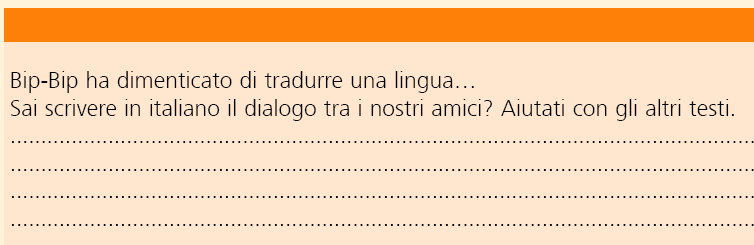 Bip-Bip ha dimenticato di tradurre una lingua...
Sai scrivere in italiano il dialogo tra i nostri amici? Aiutati con gli altri testi.